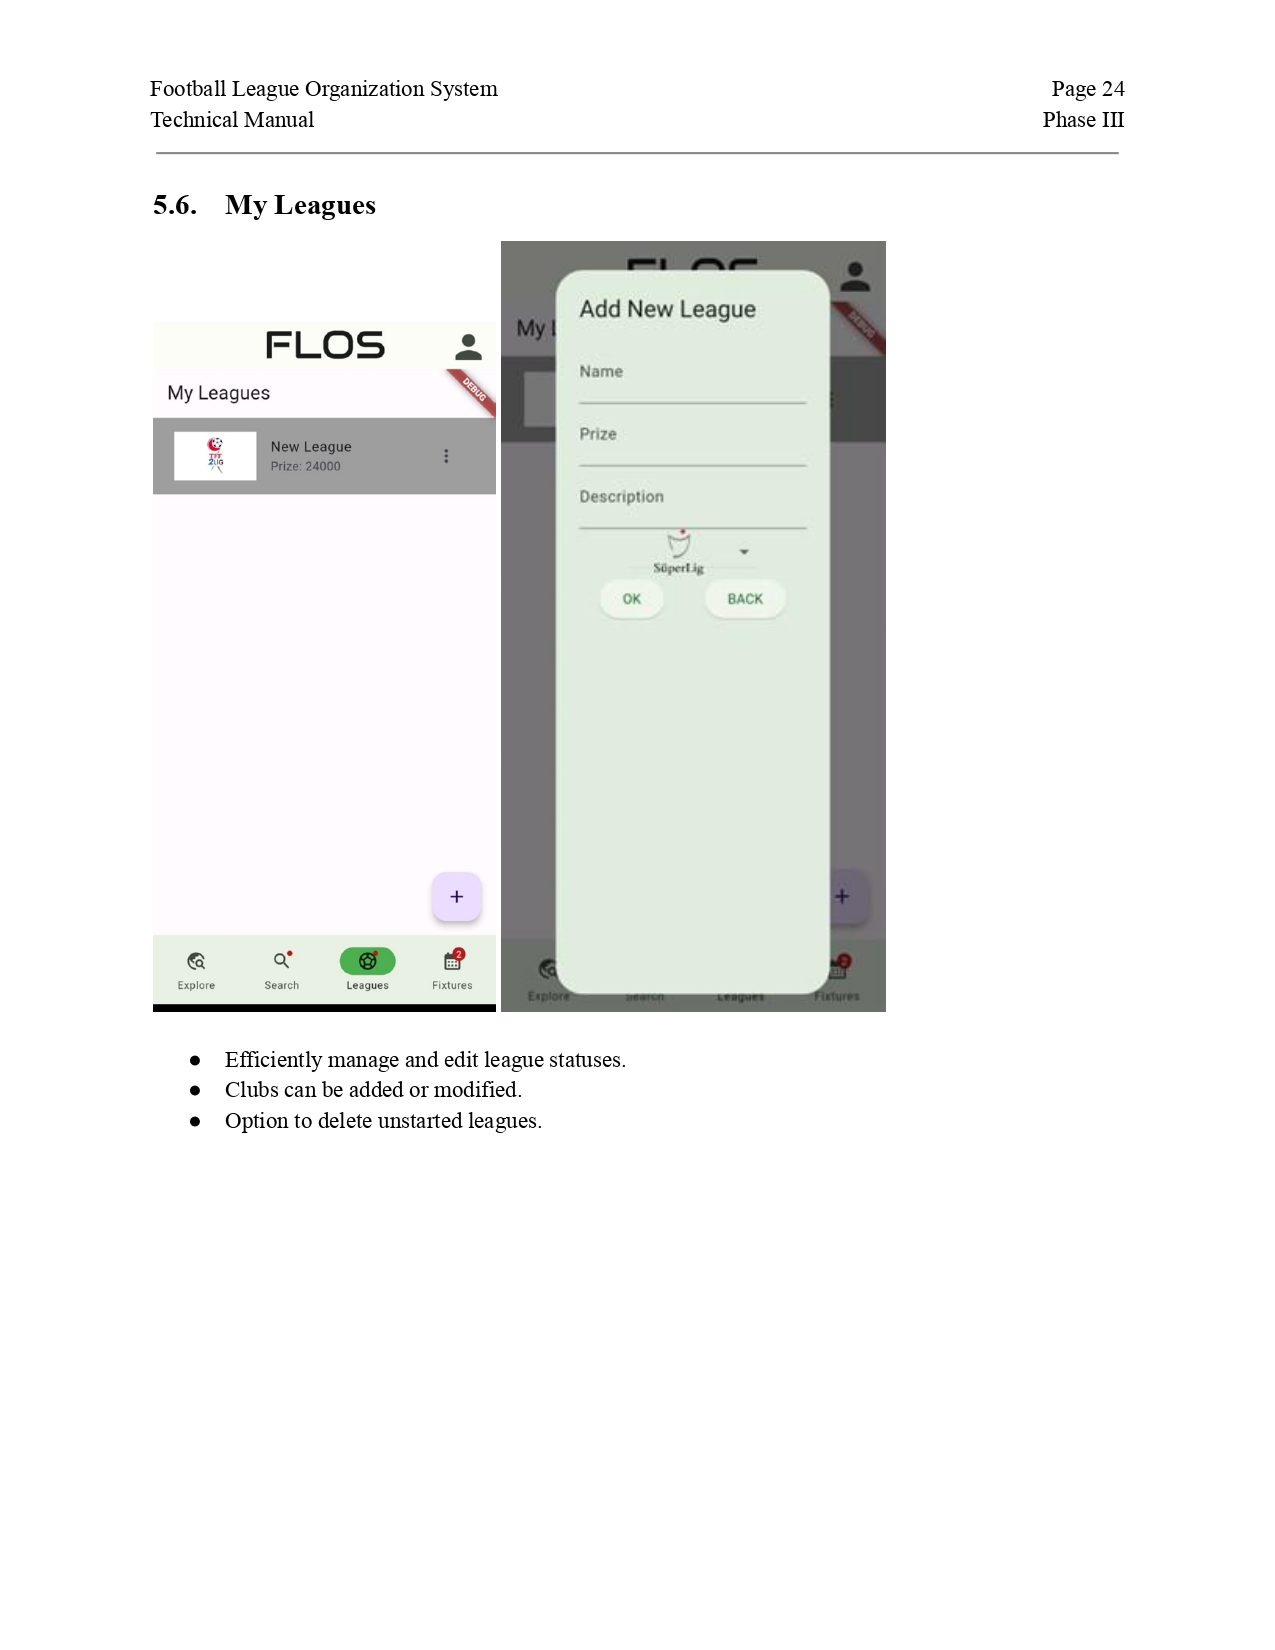 Football League Organization System Page 24
Technical Manual Phase III
5.6. My Leagues
FLOS
My Leagues
DEBUG
TFF
2LIG
New League
Prize: 24000
+
Explore Search Leagues Fixtures
2
FLOS
My L
DEBUG
Add New League
Name
Prize
Description
SüperLig
OK BACK
+
2
Explore Search Leagues Fixtures
● Efficiently manage and edit league statuses.
● Clubs can be added or modified.
● Option to delete unstarted leagues.